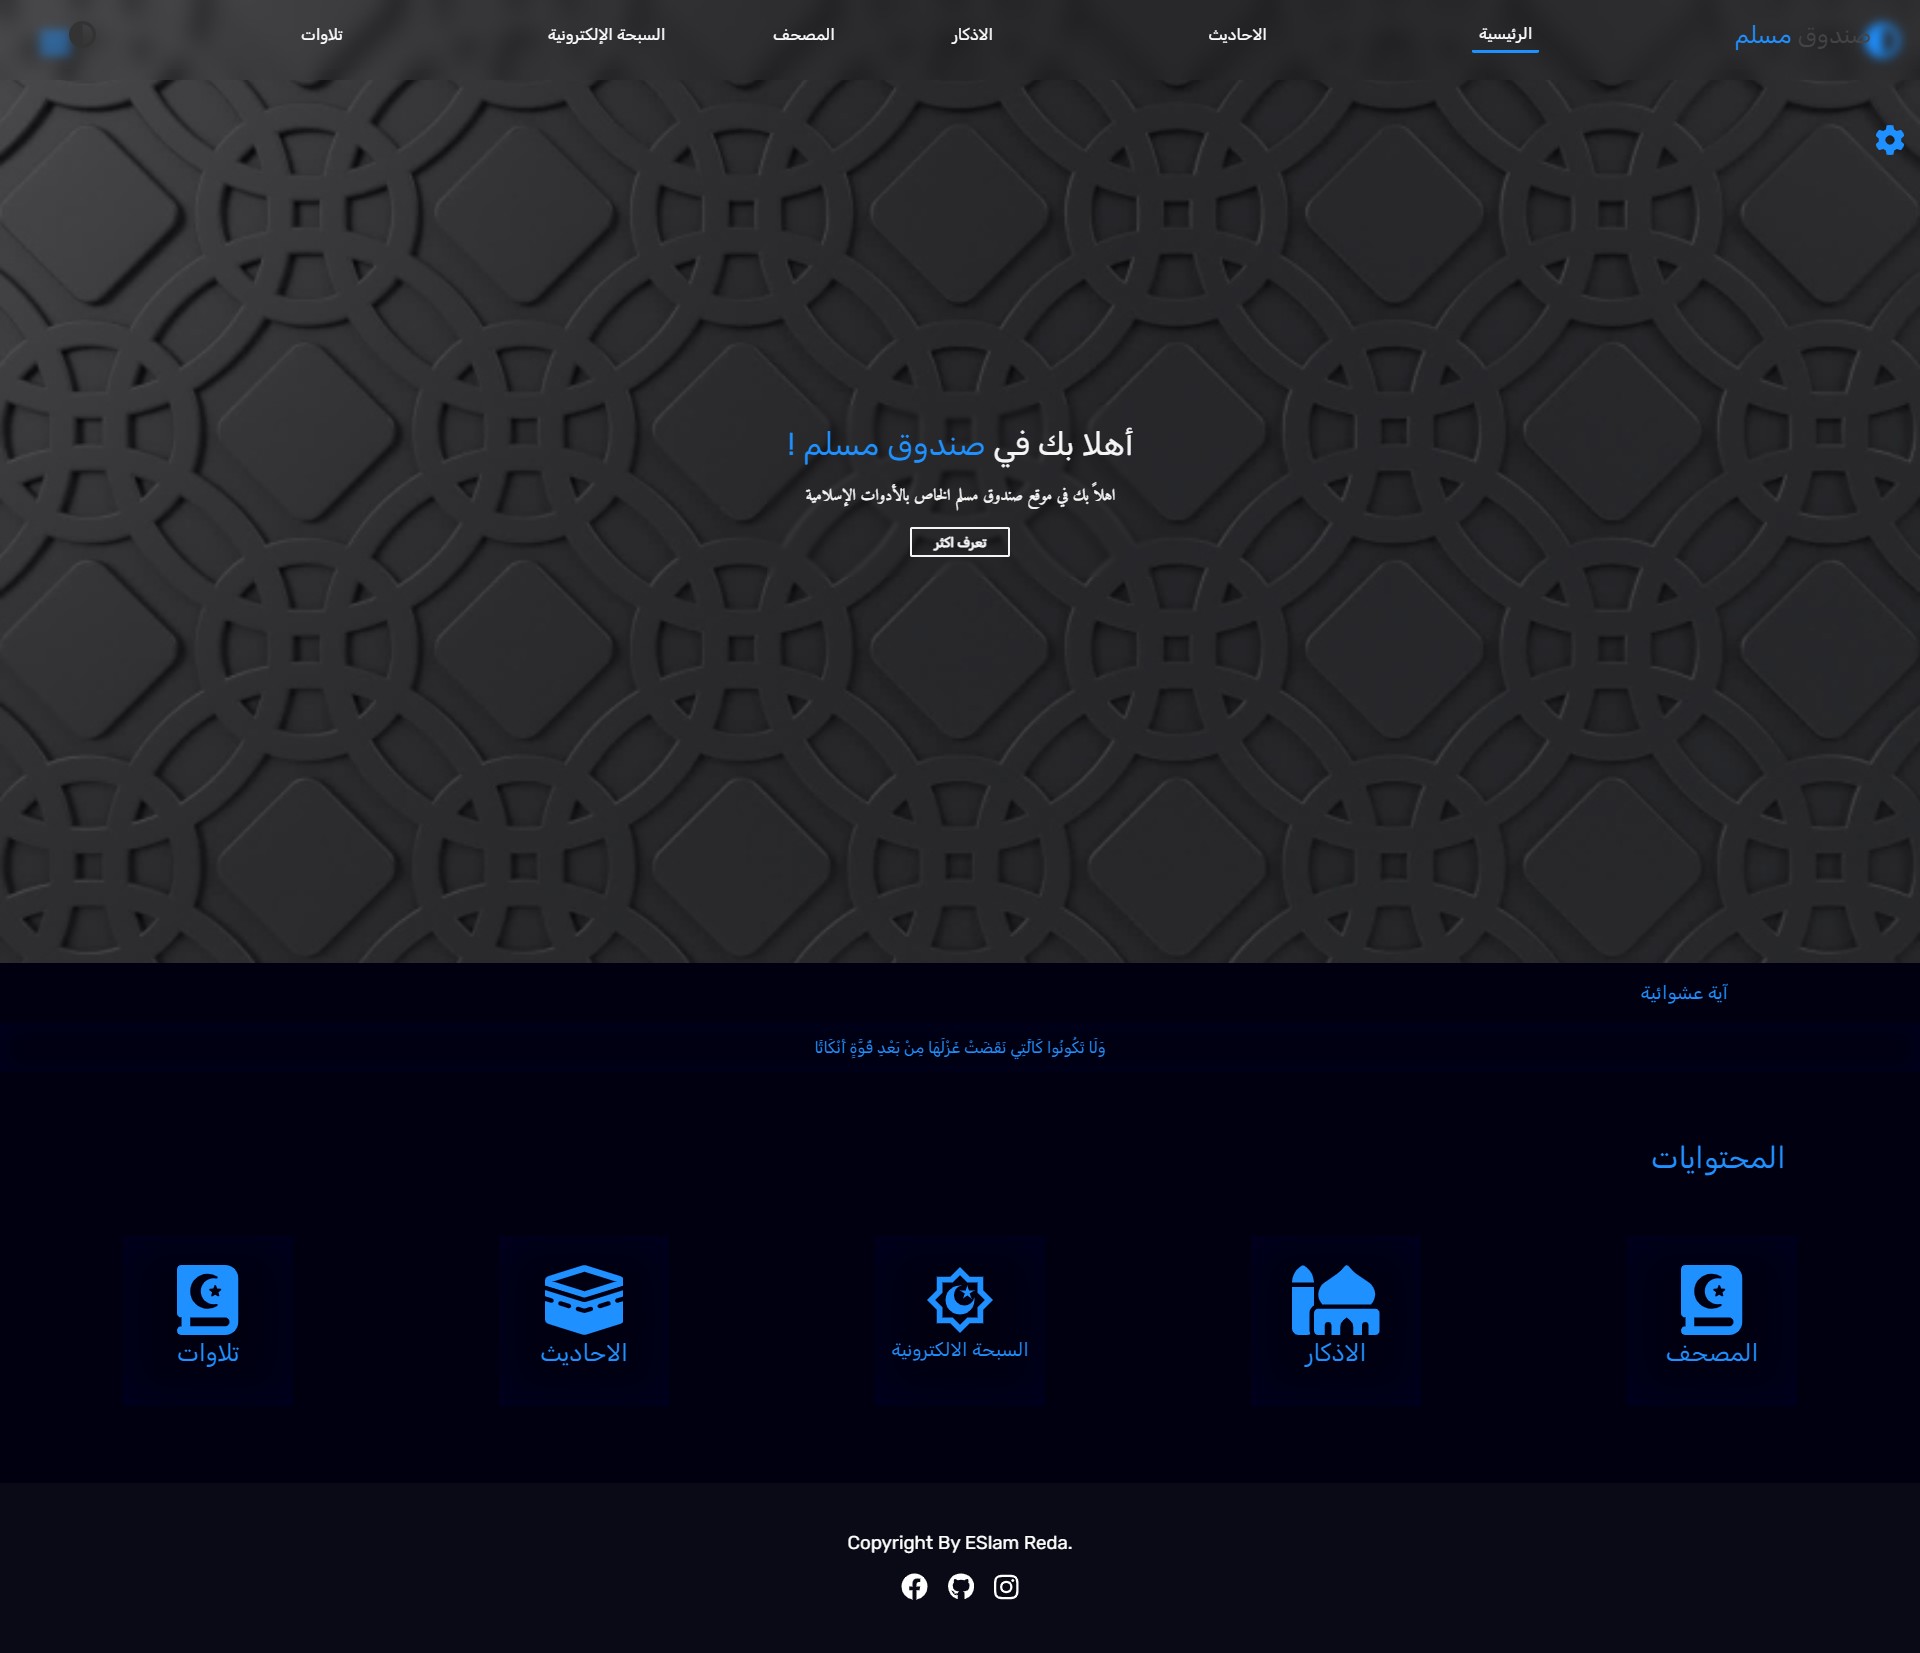 صندوق مسلم
الرئيسية
الاحاديث
الاذكار
المصحف
السبحة الإلكترونية
تلاوات
أهلا بك في صندوق مسلم !
اهلاً بك في موقع صندوق مسلم الخاص بالأدوات الإسلامية
تعرف اكثر
آية عشوائية
وَلَا تَكُونُوا كَالَّتِي نَقَضَتْ غَزْلَهَا مِنْ بَعْدِ قُوَّةٍ أَنْكَاثًا
المحتوايات
المصحف
الاذكار
السبحة الالكترونية
الاحاديث
تلاوات
Copyright By ESlam Reda.